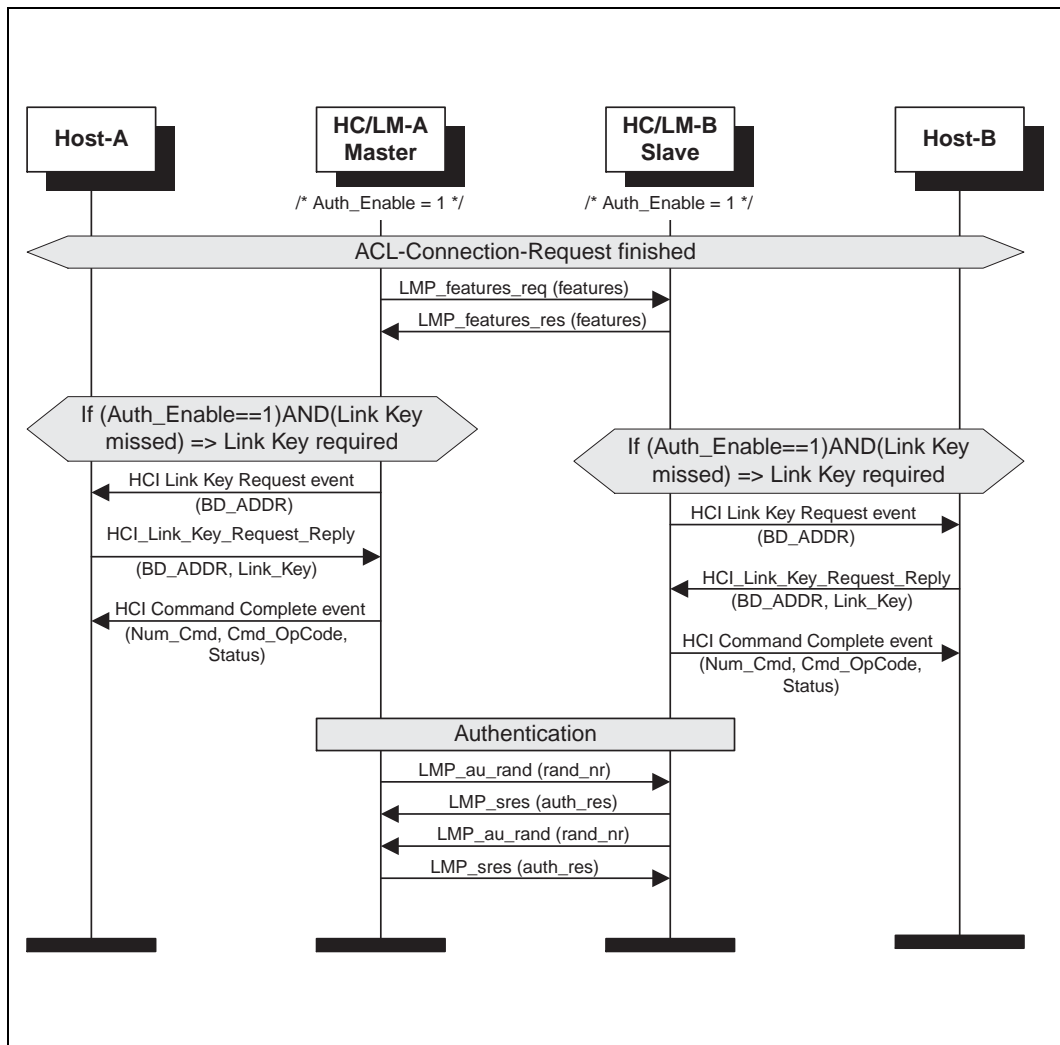 Host-A
HC/LM-A
Master
HC/LM-B
Slave
Host-B
/* Auth_Enable = 1 */
/* Auth_Enable = 1 */
ACL-Connection-Request finished
LMP_features_req (features)
LMP_features_res (features)
If (Auth_Enable==1)AND(Link Key
missed) => Link Key required
If (Auth_Enable==1)AND(Link Key
missed) => Link Key required
HCI Link Key Request event
(BD_ADDR)
HCI_Link_Key_Request_Reply
(BD_ADDR, Link_Key)
HCI Command Complete event
(Num_Cmd, Cmd_OpCode,
Status)
HCI Link Key Request event
(BD_ADDR)
HCI_Link_Key_Request_Reply
(BD_ADDR, Link_Key)
HCI Command Complete event
(Num_Cmd, Cmd_OpCode,
Status)
Authentication
LMP_au_rand (rand_nr)
LMP_sres (auth_res)
LMP_au_rand (rand_nr)
LMP_sres (auth_res)